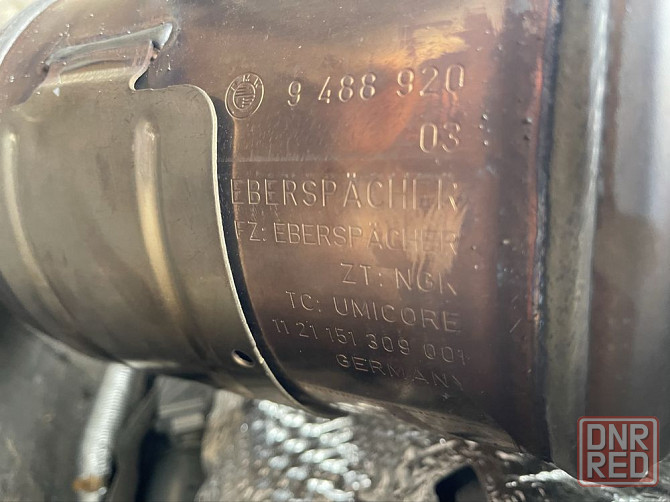 BMW 9 488 920
03
EBERSPÄCHER
FZ: EBERSPÄCHER
ZT: NGK
TC: UMICORE
11 21 151 309 001
GERMANY
DNR
RED